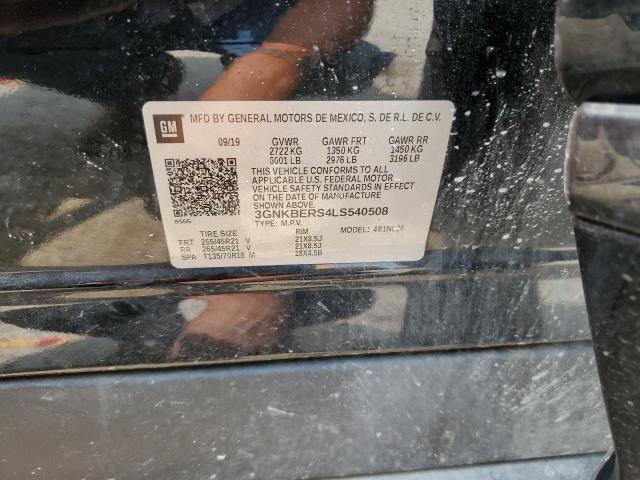 GM
MFD BY GENERAL MOTORS DE MEXICO, S. DE R.L. DE C.V.
09/19 GVWR GAWR FRT GAWR RR
2722 KG 1350 KG 1450 KG
6001 LB 2976 LB 3196 LB
THIS VEHICLE CONFORMS TO ALL
APPLICABLE U.S. FEDERAL MOTOR
VEHICLE SAFETY STANDARDS IN EFFECT
ON THE DATE OF MANUFACTURE
SHOWN ABOVE.
3GNKBERS4LS540508
TYPE: M.P.V. MODEL:
TIRE SIZE RIM
FRT 265/45R21 V 21X8.5J
RR 265/45R21 V 21X8.5J
SPA T135/70R18 M 18X4.5B